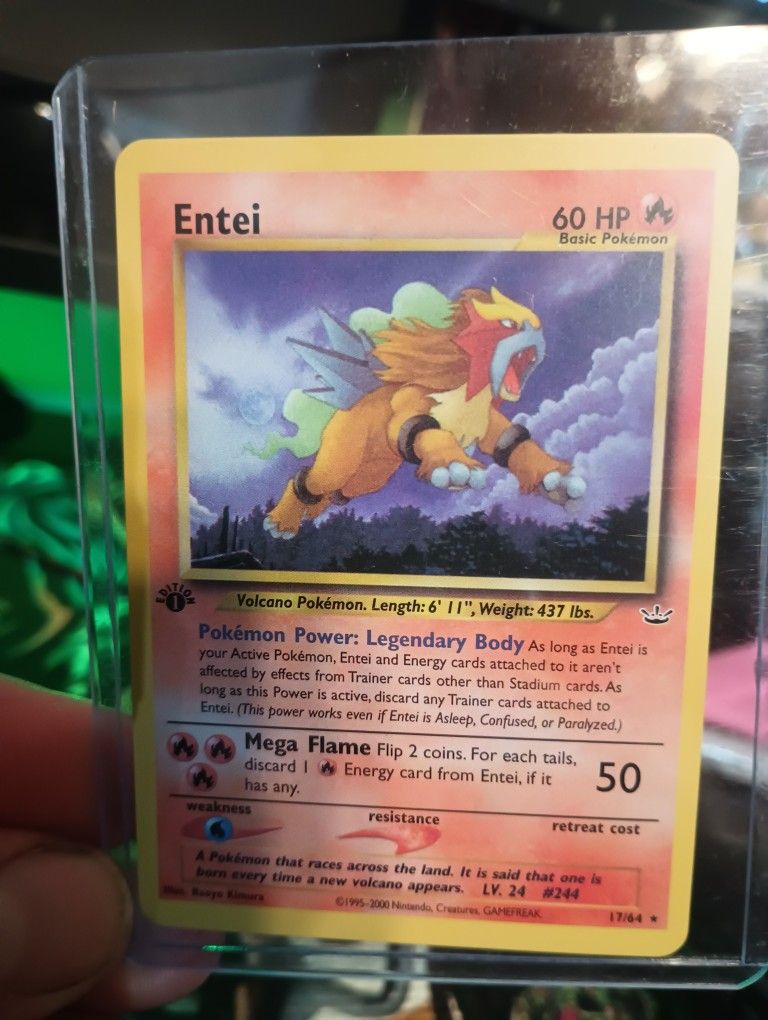 Entei
60 HP
Basic Pokémon
EDITION
1
Volcano Pokémon. Length: 6' 11", Weight: 437 lbs.
Pokémon Power: Legendary Body As long as Entei is
your Active Pokémon, Entei and Energy cards attached to it aren't
affected by effects from Trainer cards other than Stadium cards. As
long as this Power is active, discard any Trainer cards attached to
Entei. (This power works even if Entei is Asleep, Confused, or Paralyzed.)
Mega Flame Flip 2 coins. For each tails,
discard 1 Energy card from Entei, if it
has any.
50
weakness
resistance
retreat cost
A Pokémon that races across the land. It is said that one is
born every time a new volcano appears. LV. 24 #244
Illus. Naoyo Kimura
©1995-2000 Nintendo, Creatures, GAMEFREAK.
17/64